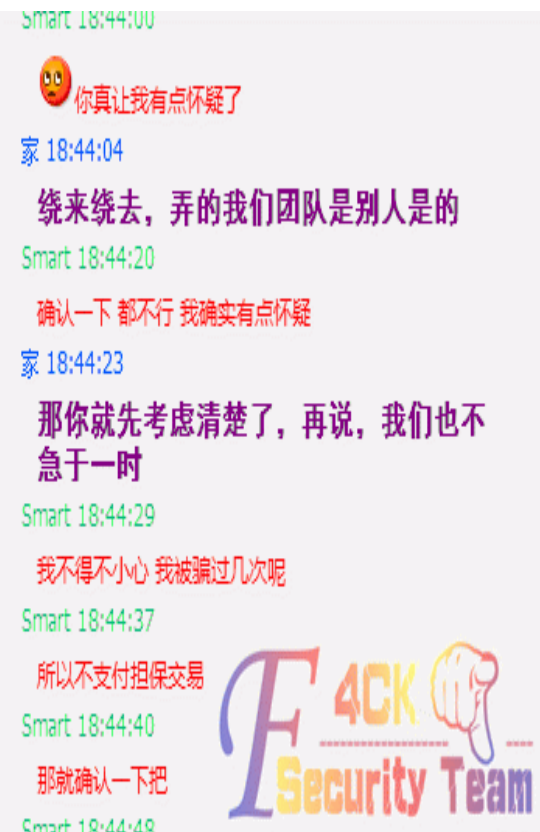 Smart 18:44:00
你真让我有点怀疑了
家 18:44:04
绕来绕去，弄的我们团队是别人是的
Smart 18:44:20
确认一下 都不行 我确实有点怀疑
家 18:44:23
那你就先考虑清楚了，再说，我们也不
急于一时
Smart 18:44:29
我不得不小心 我被骗过几次呢
Smart 18:44:37
所以不支付担保交易
Smart 18:44:40
那就确认一下把
Smart 18:44:48
F4CK
Security Team